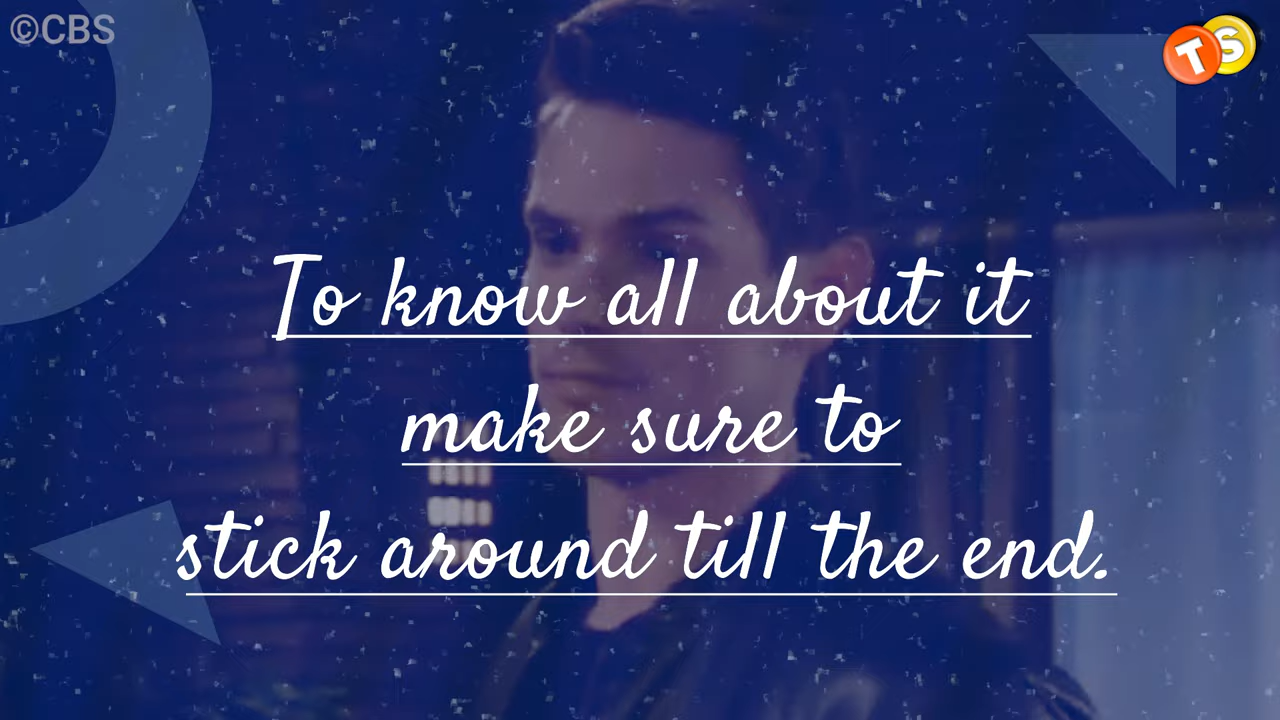 ©CBS
TS
To know all about it
make sure to
stick around till the end.